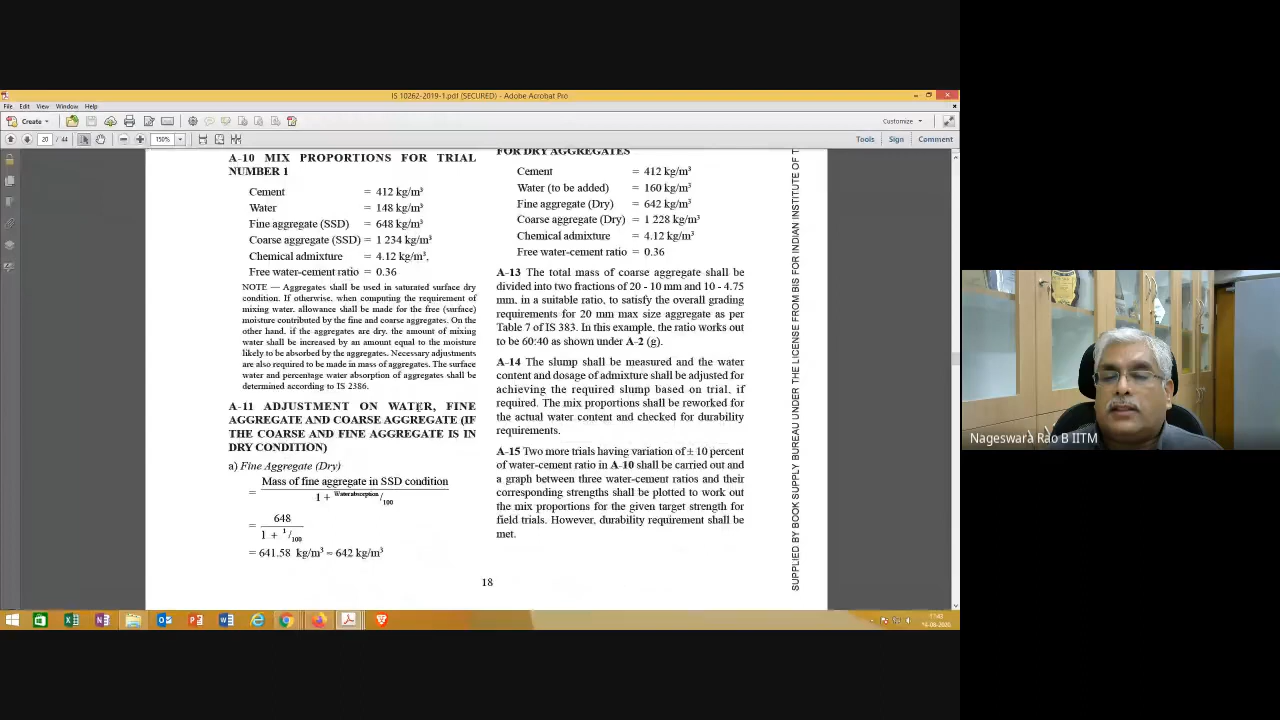 IS 10262-2019-1.pdf (SECURED) - Adobe Acrobat Pro
File Edit View Window Help
Create
Customize
20 / 44
150%
Tools Sign Comment
A-10 MIX PROPORTIONS FOR TRIAL
NUMBER 1
Cement = 412 kg/m³
Water = 148 kg/m³
Fine aggregate (SSD) = 648 kg/m³
Coarse aggregate (SSD) = 1 234 kg/m³
Chemical admixture = 4.12 kg/m³,
Free water-cement ratio = 0.36
NOTE — Aggregates shall be used in saturated surface dry
condition. If otherwise, when computing the requirement of
mixing water, allowance shall be made for the free (surface)
moisture contributed by the fine and coarse aggregates. On the
other hand, if the aggregates are dry, the amount of mixing
water shall be increased by an amount equal to the moisture
likely to be absorbed by the aggregates. Necessary adjustments
are also required to be made in mass of aggregates. The surface
water and percentage water absorption of aggregates shall be
determined according to IS 2386.
A-11 ADJUSTMENT ON WATER, FINE
AGGREGATE AND COARSE AGGREGATE (IF
THE COARSE AND FINE AGGREGATE IS IN
DRY CONDITION)
a) Fine Aggregate (Dry)
= Mass of fine aggregate in SSD condition
1 + Water absorption/100
= 648
1 + 1/100
= 641.58 kg/m³ = 642 kg/m³
FOR DRY AGGREGATES
Cement = 412 kg/m³
Water (to be added) = 160 kg/m³
Fine aggregate (Dry) = 642 kg/m³
Coarse aggregate (Dry) = 1 228 kg/m³
Chemical admixture = 4.12 kg/m³
Free water-cement ratio = 0.36
A-13 The total mass of coarse aggregate shall be
divided into two fractions of 20 - 10 mm and 10 - 4.75
mm, in a suitable ratio, to satisfy the overall grading
requirements for 20 mm max size aggregate as per
Table 7 of IS 383. In this example, the ratio works out
to be 60:40 as shown under A-2 (g).
A-14 The slump shall be measured and the water
content and dosage of admixture shall be adjusted for
achieving the required slump based on trial, if
required. The mix proportions shall be reworked for
the actual water content and checked for durability
requirements.
A-15 Two more trials having variation of ± 10 percent
of water-cement ratio in A-10 shall be carried out and
a graph between three water-cement ratios and their
corresponding strengths shall be plotted to work out
the mix proportions for the given target strength for
field trials. However, durability requirement shall be
met.
18
SUPPLIED BY BOOK SUPPLY BUREAU UNDER THE LICENSE FROM BIS FOR INDIAN INSTITUTE OF T
Nageswara Rao B IITM